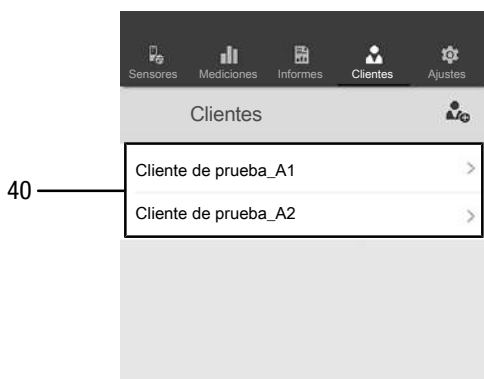 Sensores Mediciones Informes Clientes Ajustes
Clientes
Cliente de prueba_A1
40
Cliente de prueba_A2